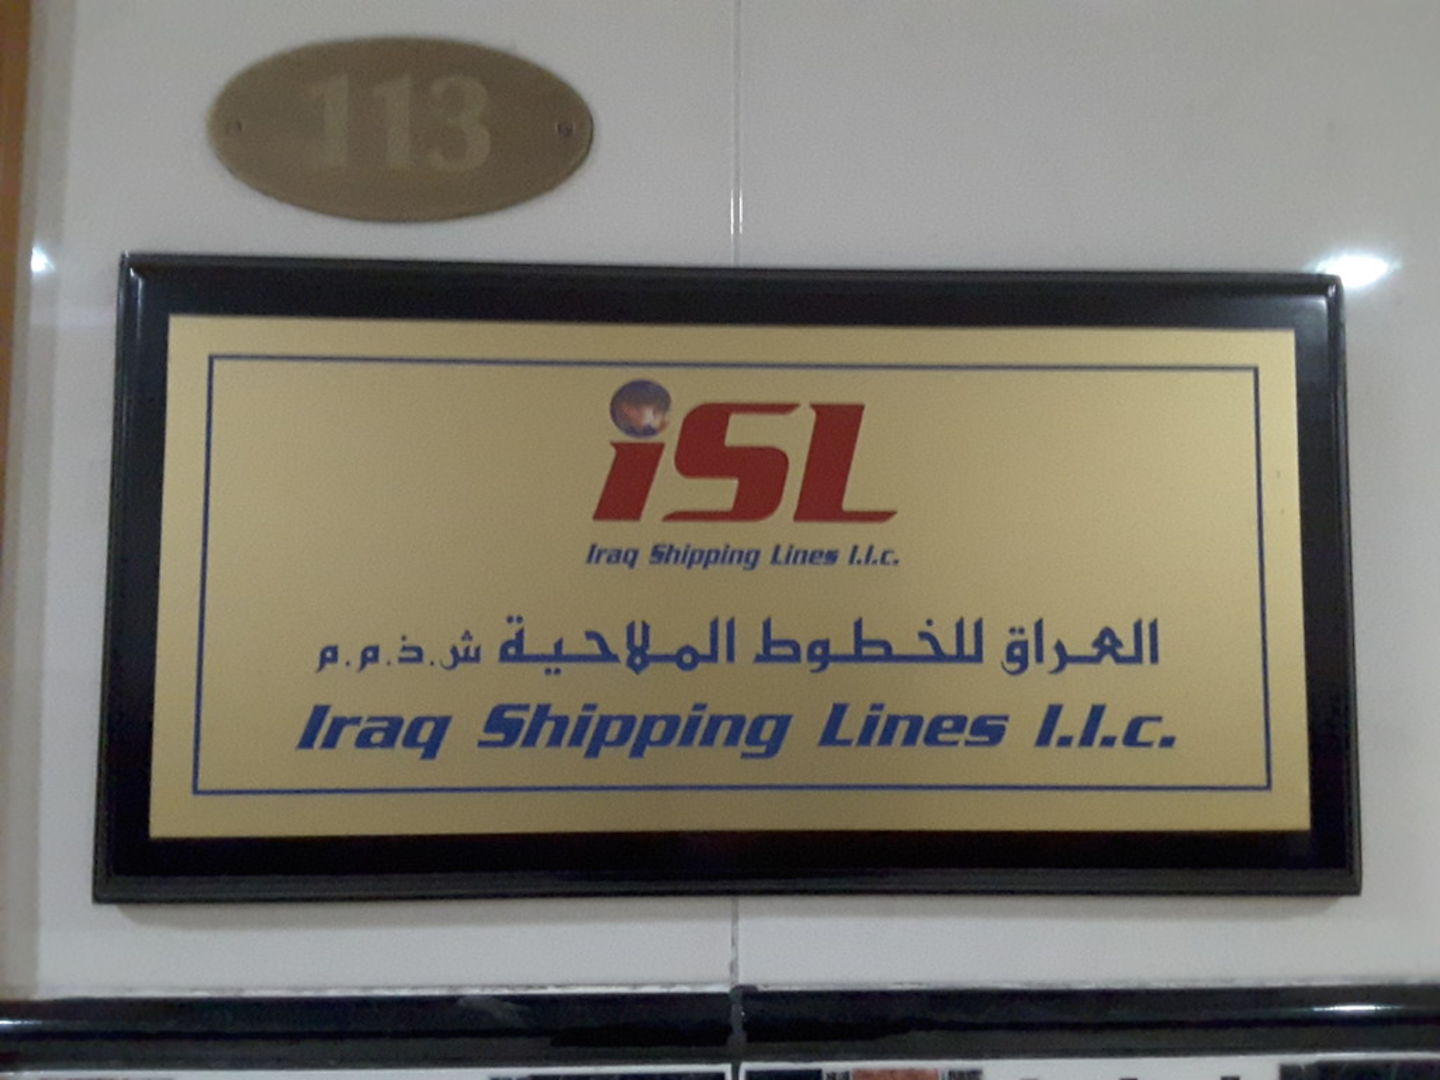 113
iSL
Iraq Shipping Lines l.l.c.
العراق للخطوط الملاحية ش.ذ.م.م
Iraq Shipping Lines l.l.c.